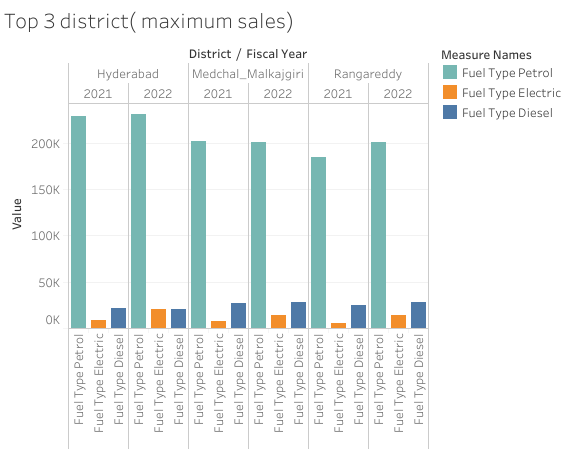 Top 3 district( maximum sales)
District / Fiscal Year
Hyderabad Medchal_Malkajgiri Rangareddy
2021 2022 2021 2022 2021 2022
Measure Names
Fuel Type Petrol
Fuel Type Electric
Fuel Type Diesel
Value
200K
150K
100K
50K
0K
Fuel Type Petrol
Fuel Type Electric
Fuel Type Diesel
Fuel Type Petrol
Fuel Type Electric
Fuel Type Diesel
Fuel Type Petrol
Fuel Type Electric
Fuel Type Diesel
Fuel Type Petrol
Fuel Type Electric
Fuel Type Diesel
Fuel Type Petrol
Fuel Type Electric
Fuel Type Diesel
Fuel Type Petrol
Fuel Type Electric
Fuel Type Diesel